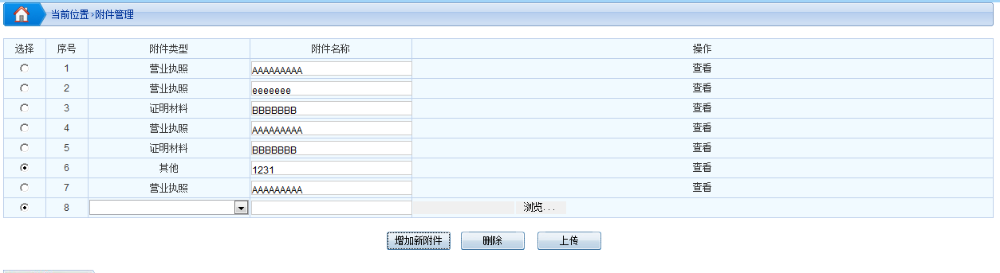 当前位置>附件管理
选择 序号 附件类型 附件名称 操作
1 营业执照 AAAAAAAAA 查看
2 营业执照 eeeeeee 查看
3 证明材料 BBBBBBB 查看
4 营业执照 AAAAAAAAA 查看
5 证明材料 BBBBBBB 查看
6 其他 1231 查看
7 营业执照 AAAAAAAAA 查看
8 浏览...
增加新附件 删除 上传